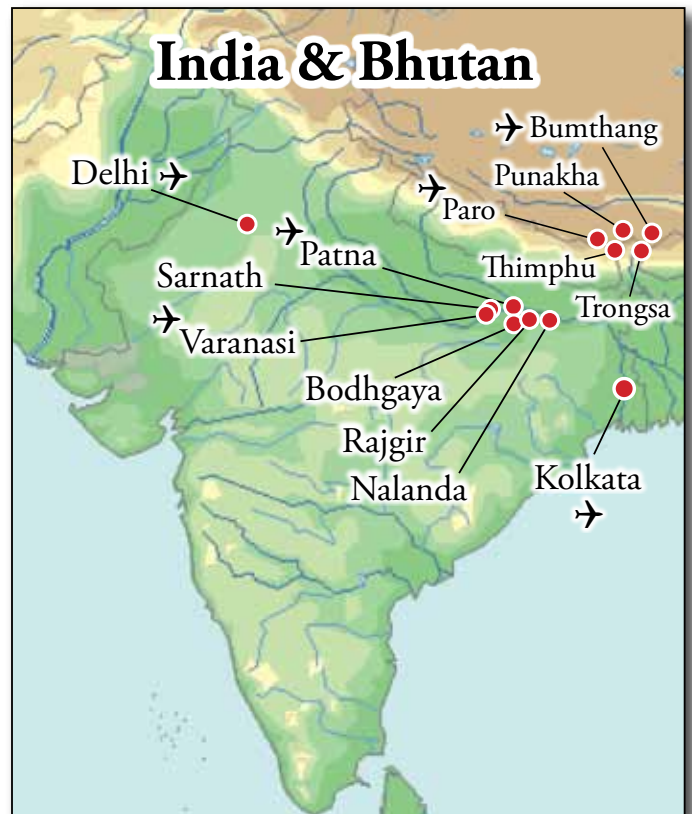 India & Bhutan
Bumthang
Delhi
Punakha
Paro
Patna
Thimphu
Sarnath
Trongsa
Varanasi
Bodhgaya
Rajgir
Kolkata
Nalanda